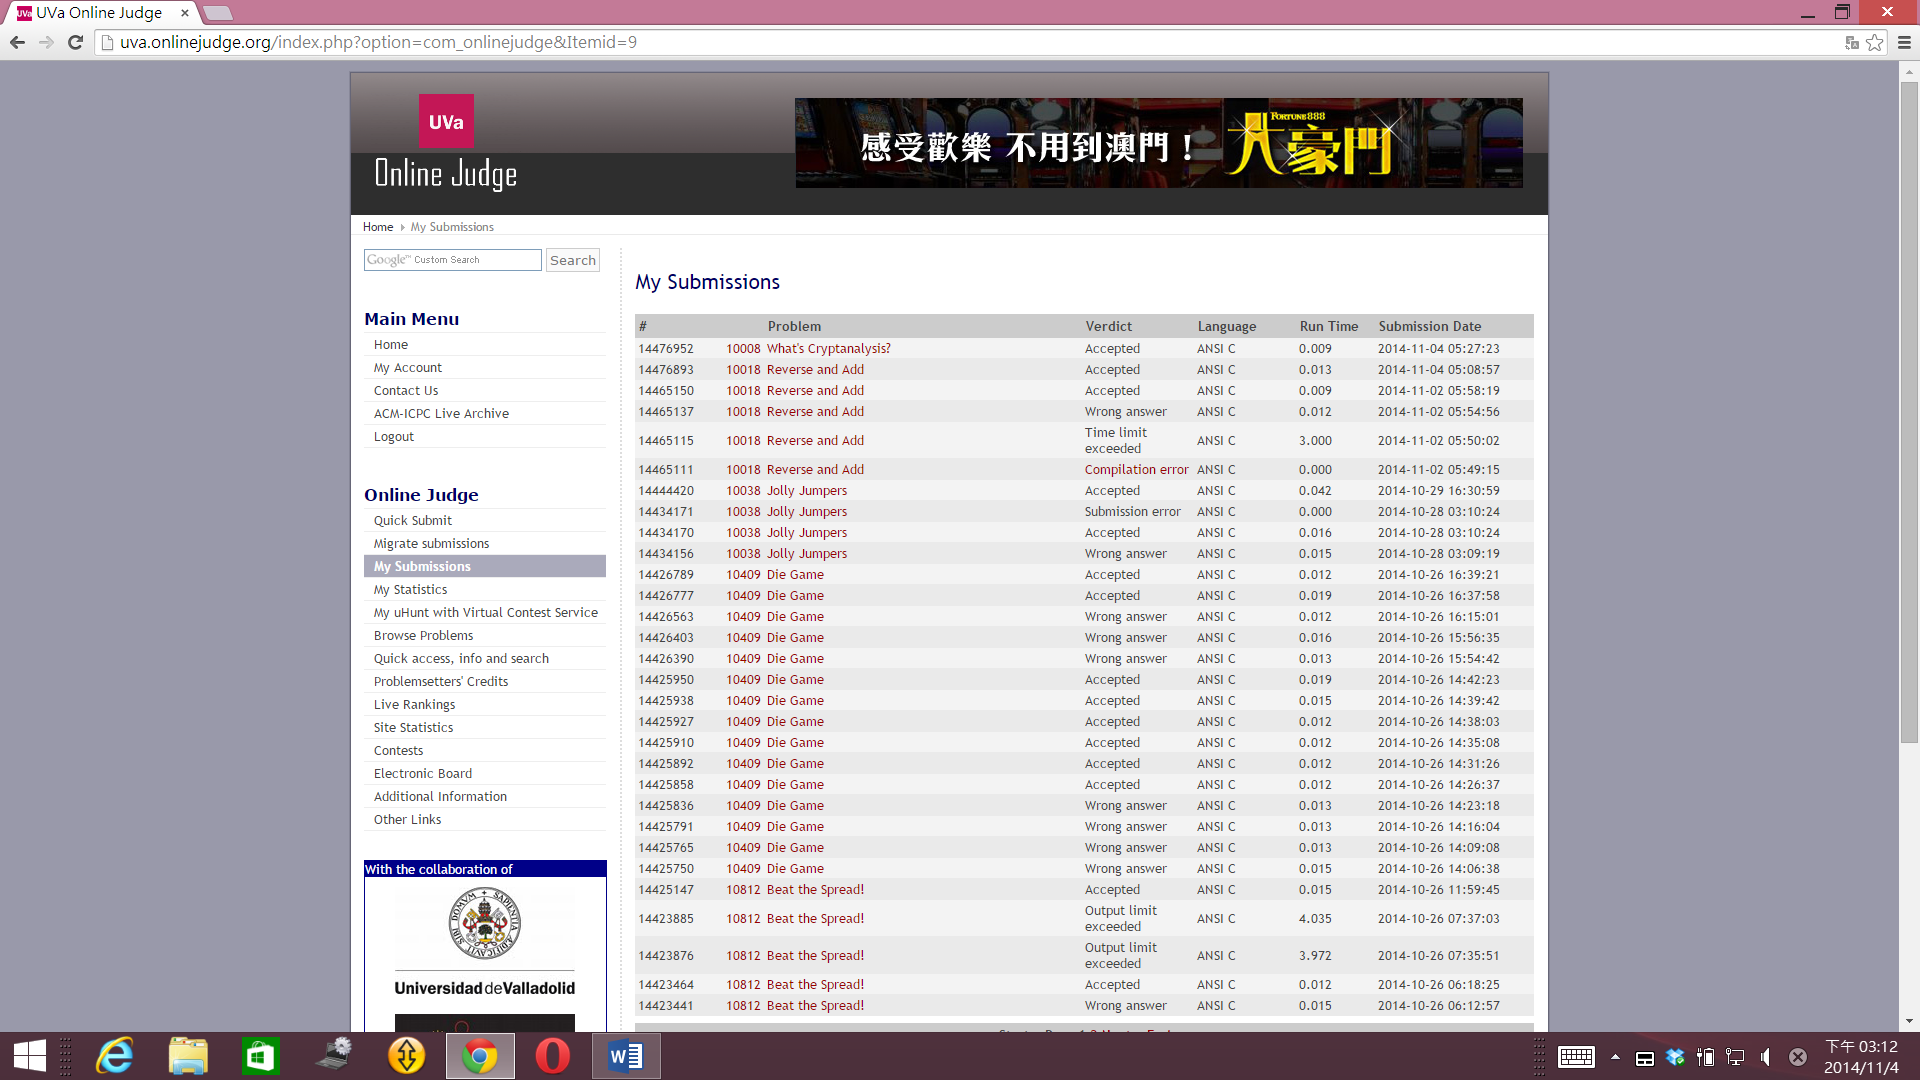 UVa Online Judge
uva.onlinejudge.org/index.php?option=com_onlinejudge&Itemid=9
UVa
Online Judge
感受歡樂 不用到澳門！
FORTUNE888
大豪門
Home My Submissions
Google™ Custom Search Search
Main Menu
Home
My Account
Contact Us
ACM-ICPC Live Archive
Logout
Online Judge
Quick Submit
Migrate submissions
My Submissions
My Statistics
My uHunt with Virtual Contest Service
Browse Problems
Quick access, info and search
Problemsetters' Credits
Live Rankings
Site Statistics
Contests
Electronic Board
Additional Information
Other Links
With the collaboration of
Universidad de Valladolid
My Submissions
# Problem Verdict Language Run Time Submission Date
14476952 10008 What's Cryptanalysis? Accepted ANSI C 0.009 2014-11-04 05:27:23
14476893 10018 Reverse and Add Accepted ANSI C 0.013 2014-11-04 05:08:57
14465150 10018 Reverse and Add Accepted ANSI C 0.009 2014-11-02 05:58:19
14465137 10018 Reverse and Add Wrong answer ANSI C 0.012 2014-11-02 05:54:56
14465115 10018 Reverse and Add Time limit exceeded ANSI C 3.000 2014-11-02 05:50:02
14465111 10018 Reverse and Add Compilation error ANSI C 0.000 2014-11-02 05:49:15
14444420 10038 Jolly Jumpers Accepted ANSI C 0.042 2014-10-29 16:30:59
14434171 10038 Jolly Jumpers Submission error ANSI C 0.000 2014-10-28 03:10:24
14434170 10038 Jolly Jumpers Accepted ANSI C 0.016 2014-10-28 03:10:24
14434156 10038 Jolly Jumpers Wrong answer ANSI C 0.015 2014-10-28 03:09:19
14426789 10409 Die Game Accepted ANSI C 0.012 2014-10-26 16:39:21
14426777 10409 Die Game Accepted ANSI C 0.019 2014-10-26 16:37:58
14426563 10409 Die Game Wrong answer ANSI C 0.012 2014-10-26 16:15:01
14426403 10409 Die Game Wrong answer ANSI C 0.016 2014-10-26 15:56:35
14426390 10409 Die Game Wrong answer ANSI C 0.013 2014-10-26 15:54:42
14425950 10409 Die Game Accepted ANSI C 0.019 2014-10-26 14:42:23
14425938 10409 Die Game Accepted ANSI C 0.015 2014-10-26 14:39:42
14425927 10409 Die Game Accepted ANSI C 0.012 2014-10-26 14:38:03
14425910 10409 Die Game Accepted ANSI C 0.012 2014-10-26 14:35:08
14425892 10409 Die Game Accepted ANSI C 0.012 2014-10-26 14:31:26
14425858 10409 Die Game Accepted ANSI C 0.012 2014-10-26 14:26:37
14425836 10409 Die Game Wrong answer ANSI C 0.013 2014-10-26 14:23:18
14425791 10409 Die Game Wrong answer ANSI C 0.013 2014-10-26 14:16:04
14425765 10409 Die Game Wrong answer ANSI C 0.013 2014-10-26 14:09:08
14425750 10409 Die Game Wrong answer ANSI C 0.015 2014-10-26 14:06:38
14425147 10812 Beat the Spread! Accepted ANSI C 0.015 2014-10-26 11:59:45
14423885 10812 Beat the Spread! Output limit exceeded ANSI C 4.035 2014-10-26 07:37:03
14423876 10812 Beat the Spread! Output limit exceeded ANSI C 3.972 2014-10-26 07:35:51
14423464 10812 Beat the Spread! Accepted ANSI C 0.012 2014-10-26 06:18:25
14423441 10812 Beat the Spread! Wrong answer ANSI C 0.015 2014-10-26 06:12:57
下午 03:12
2014/11/4